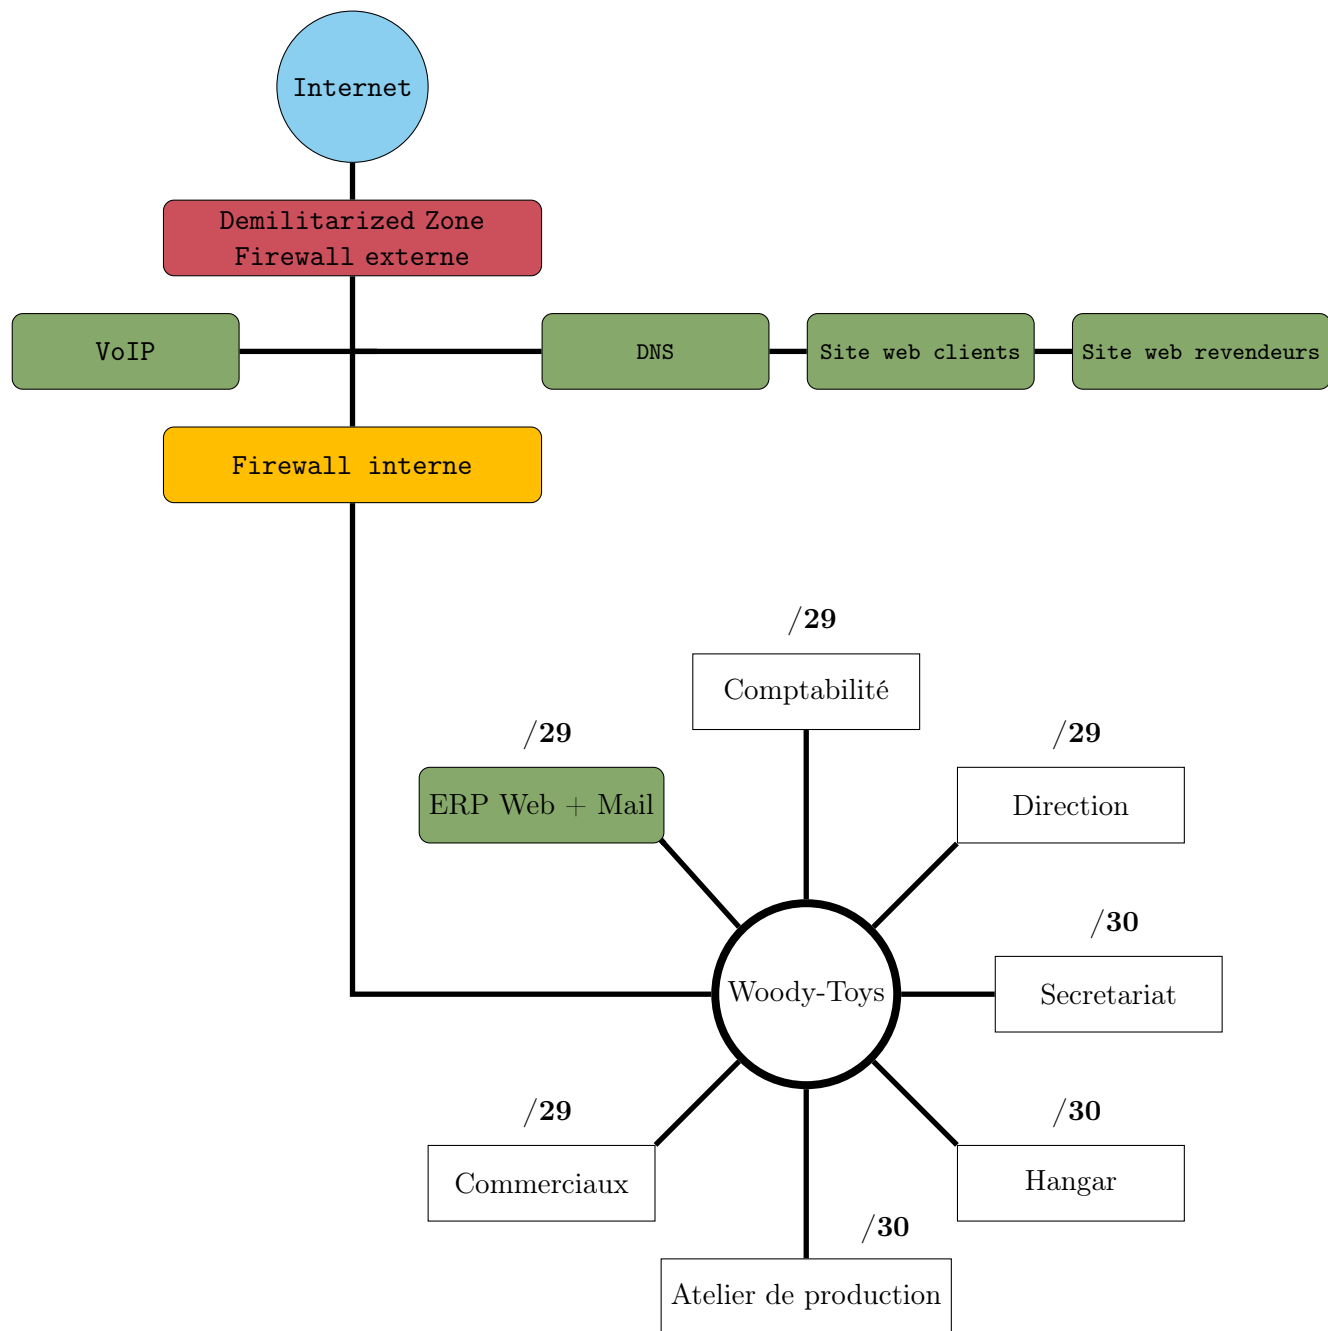 Internet
Demilitarized Zone
Firewall externe
VoIP
DNS
Site web clients
Site web revendeurs
Firewall interne
/29
Comptabilité
/29
ERP Web + Mail
/29
Direction
/30
Secretariat
Woody-Toys
/29
Commerciaux
/30
Hangar
/30
Atelier de production